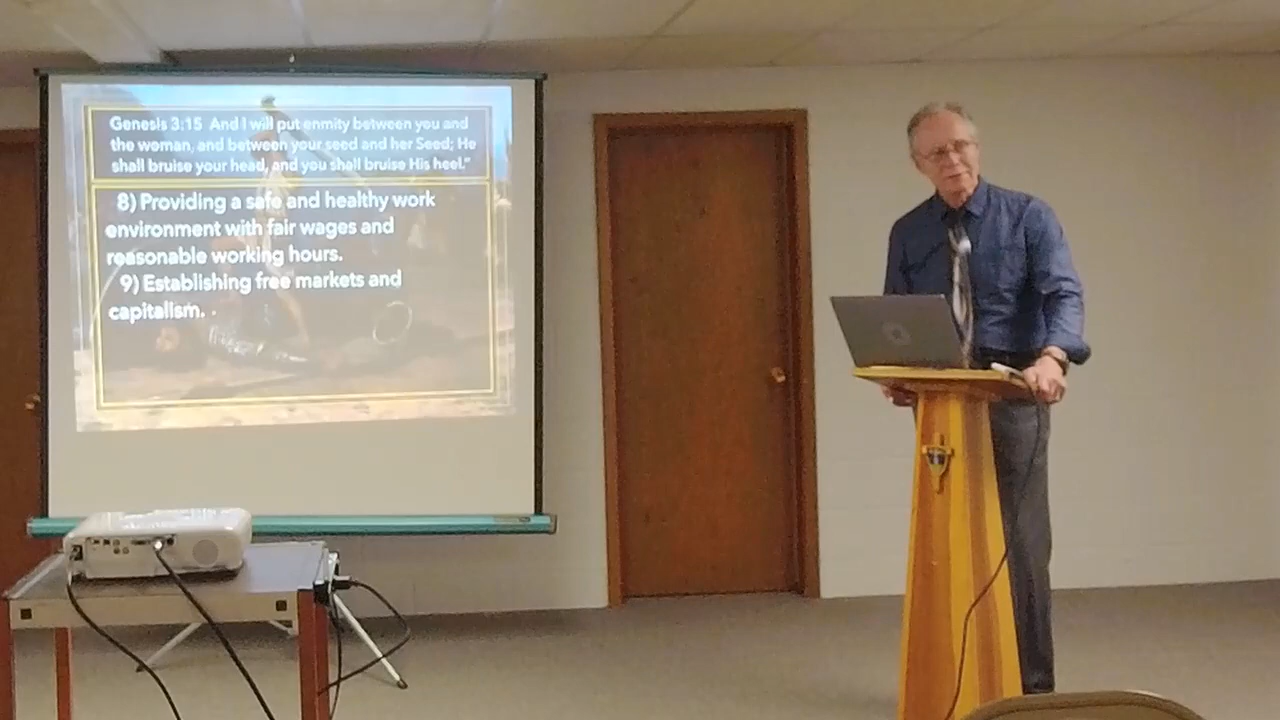 Genesis 3:15 And I will put enmity between you and
the woman, and between your seed and her Seed; He
shall bruise your head, and you shall bruise His heel."
8) Providing a safe and healthy work
environment with fair wages and
reasonable working hours.
9) Establishing free markets and
capitalism.